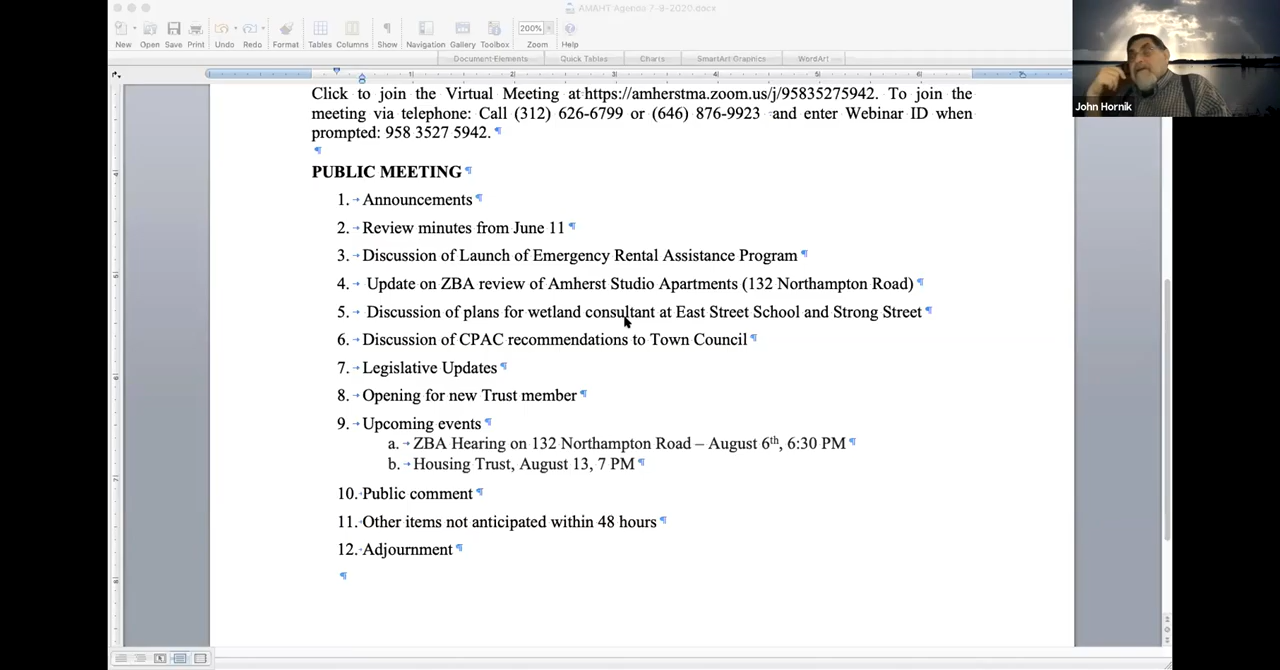 AMAHT Agenda 7-9-2020.docx
New Open Save Print Undo Redo Format Tables Columns Show Navigation Gallery Toolbox Zoom Help
200%
Document Elements Quick Tables Charts SmartArt Graphics WordArt
John Hornik
Click to join the Virtual Meeting at https://amherstma.zoom.us/j/95835275942. To join the
meeting via telephone: Call (312) 626-6799 or (646) 876-9923 and enter Webinar ID when
prompted: 958 3527 5942. ¶
¶
PUBLIC MEETING ¶
1. → Announcements ¶
2. → Review minutes from June 11 ¶
3. → Discussion of Launch of Emergency Rental Assistance Program ¶
4. → Update on ZBA review of Amherst Studio Apartments (132 Northampton Road) ¶
5. → Discussion of plans for wetland consultant at East Street School and Strong Street ¶
6. → Discussion of CPAC recommendations to Town Council ¶
7. → Legislative Updates ¶
8. → Opening for new Trust member ¶
9. → Upcoming events ¶
a. → ZBA Hearing on 132 Northampton Road – August 6th, 6:30 PM ¶
b. → Housing Trust, August 13, 7 PM ¶
10. Public comment ¶
11. Other items not anticipated within 48 hours ¶
12. Adjournment ¶
¶